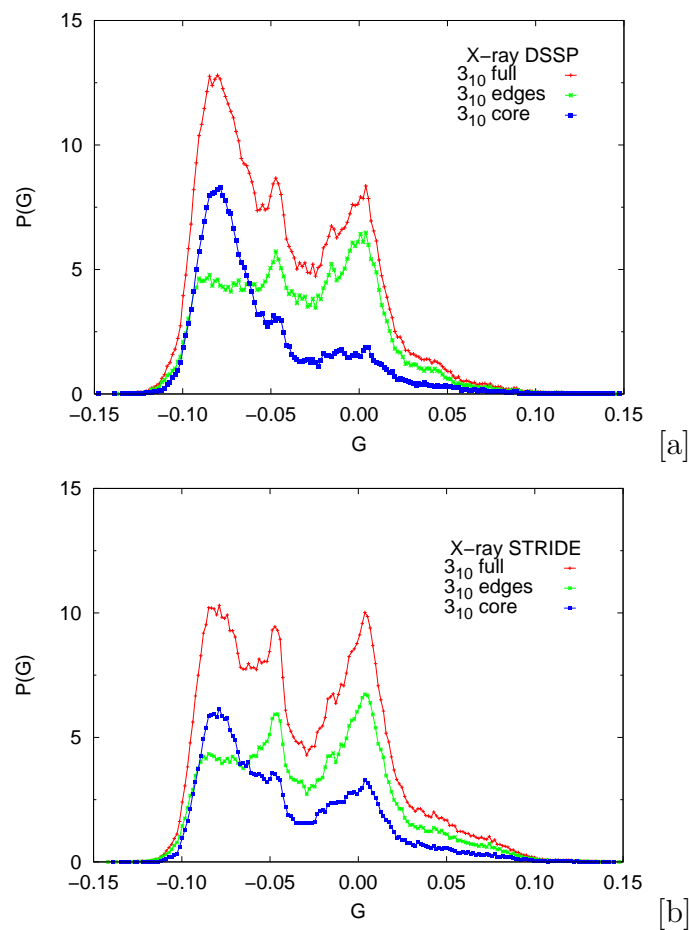 15
10
5
0
P(G)
X−ray DSSP
3₁₀ full
3₁₀ edges
3₁₀ core
−0.15 −0.10 −0.05 0.00 0.05 0.10 0.15
G
[a]
15
10
5
0
P(G)
X−ray STRIDE
3₁₀ full
3₁₀ edges
3₁₀ core
−0.15 −0.10 −0.05 0.00 0.05 0.10 0.15
G
[b]